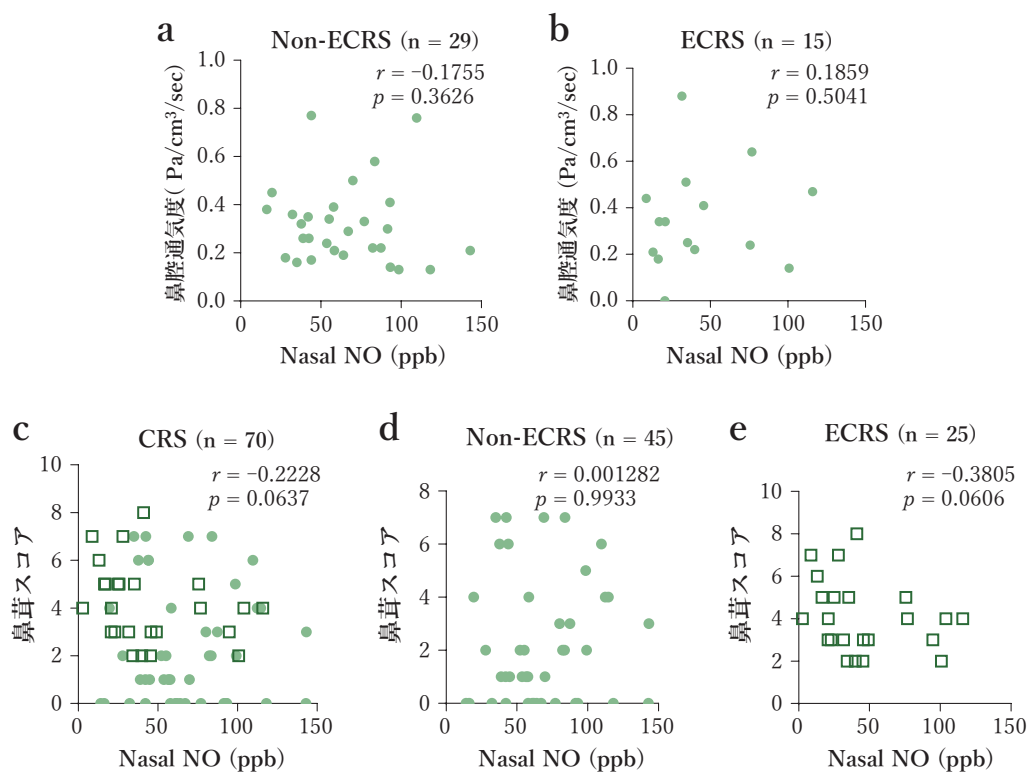 a
Non-ECRS (n = 29)
r = -0.1755
p = 0.3626
鼻腔通気度( Pa/cm³/sec)
1.0
0.8
0.6
0.4
0.2
0.0
0 50 100 150
Nasal NO (ppb)
b
ECRS (n = 15)
r = 0.1859
p = 0.5041
鼻腔通気度 (Pa/cm³/sec)
1.0
0.8
0.6
0.4
0.2
0.0
0 50 100 150
Nasal NO (ppb)
c
CRS (n = 70)
r = -0.2228
p = 0.0637
鼻茸スコア
10
8
6
4
2
0
0 50 100 150
Nasal NO (ppb)
d
Non-ECRS (n = 45)
r = 0.001282
p = 0.9933
鼻茸スコア
8
6
4
2
0
0 50 100 150
Nasal NO (ppb)
e
ECRS (n = 25)
r = -0.3805
p = 0.0606
鼻茸スコア
10
8
6
4
2
0
0 50 100 150
Nasal NO (ppb)